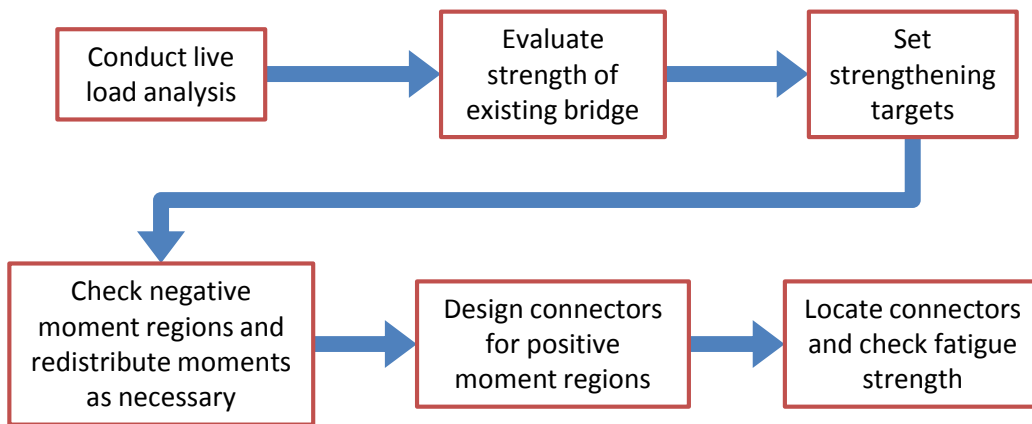 Conduct live
load analysis
Evaluate
strength of
existing bridge
Set
strengthening
targets
Check negative
moment regions and
redistribute moments
as necessary
Design connectors
for positive
moment regions
Locate connectors
and check fatigue
strength